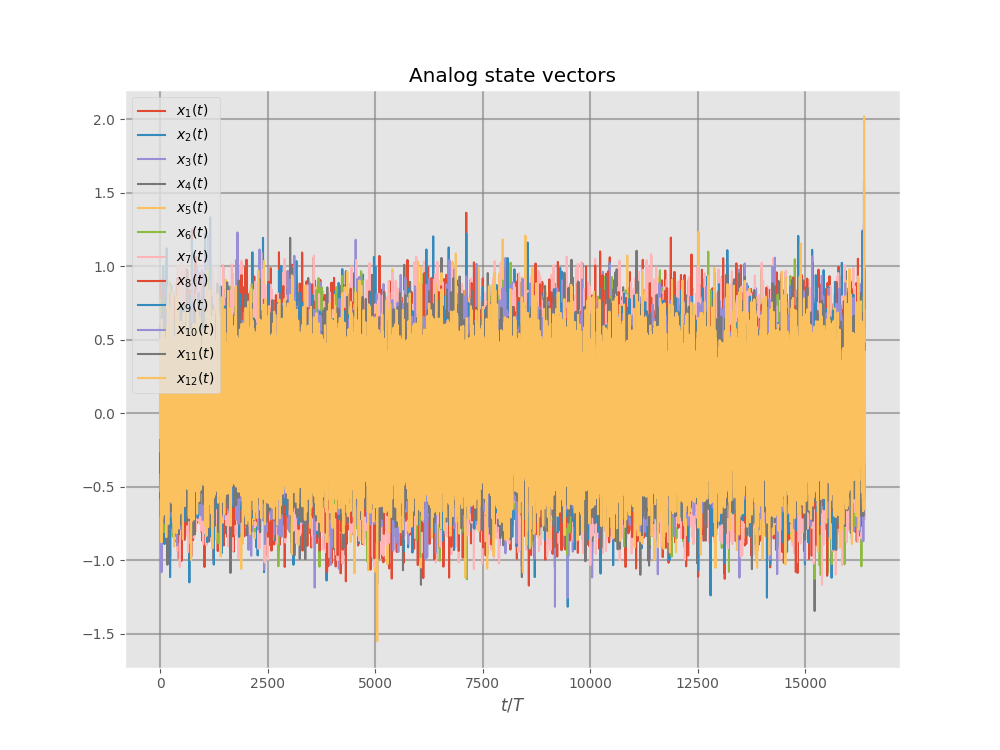 Analog state vectors
2.0
1.5
1.0
0.5
0.0
−0.5
−1.0
−1.5
x₁(t)
x₂(t)
x₃(t)
x₄(t)
x₅(t)
x₆(t)
x₇(t)
x₈(t)
x₉(t)
x₁₀(t)
x₁₁(t)
x₁₂(t)
0 2500 5000 7500 10000 12500 15000
t/T